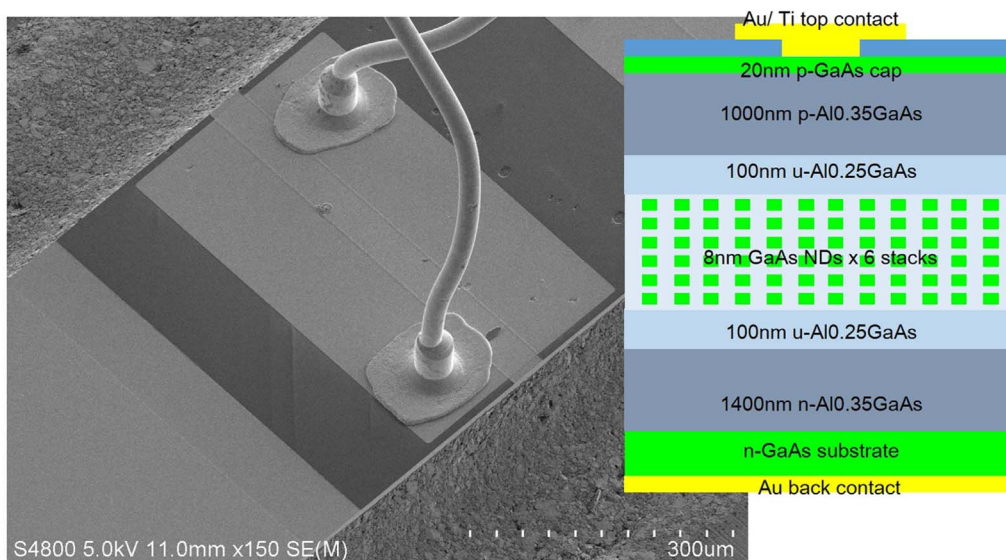 Au/ Ti top contact
20nm p-GaAs cap
1000nm p-Al0.35GaAs
100nm u-Al0.25GaAs
8nm GaAs NDs x 6 stacks
100nm u-Al0.25GaAs
1400nm n-Al0.35GaAs
n-GaAs substrate
Au back contact
S4800 5.0kV 11.0mm x150 SE(M)
300um